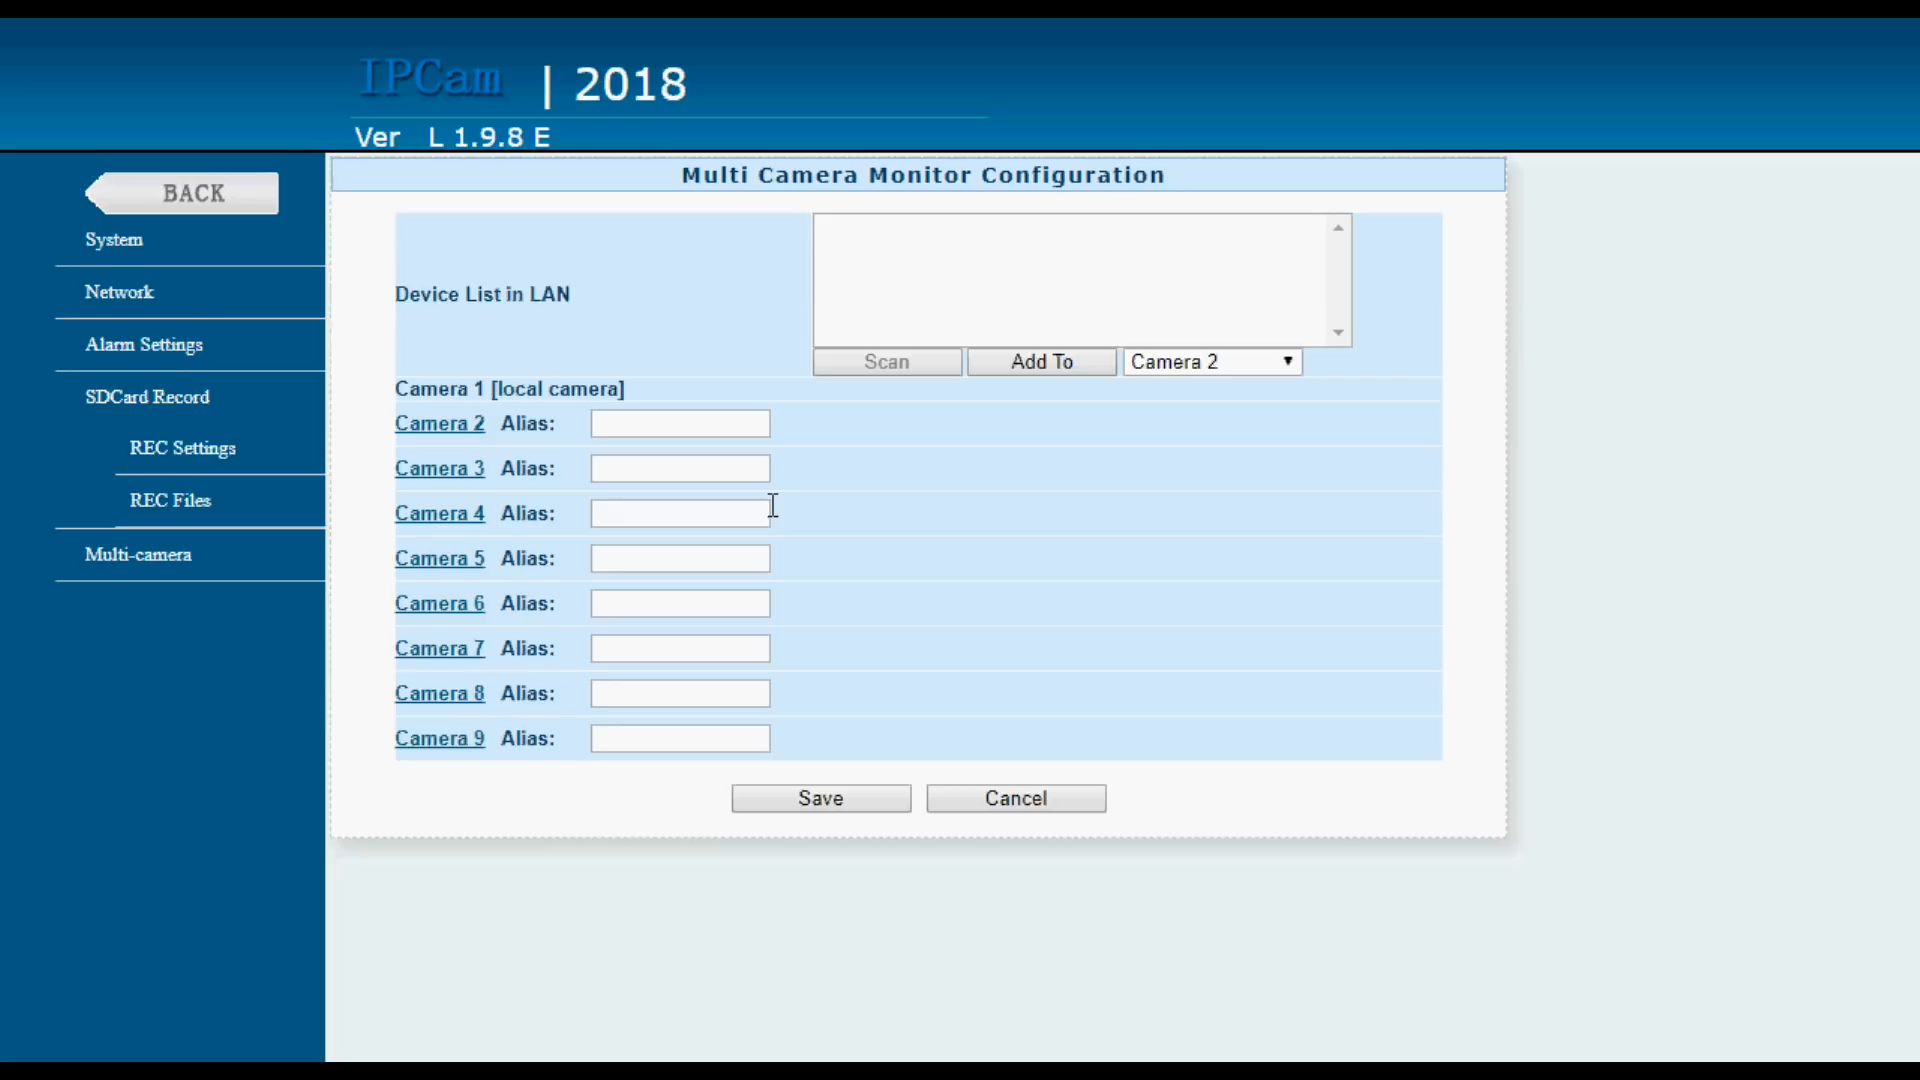 IPCam | 2018
Ver L 1.9.8 E
BACK
System
Network
Alarm Settings
SDCard Record
REC Settings
REC Files
Multi-camera
Multi Camera Monitor Configuration
Device List in LAN
Scan Add To Camera 2
Camera 1 [local camera]
Camera 2 Alias:
Camera 3 Alias:
Camera 4 Alias:
Camera 5 Alias:
Camera 6 Alias:
Camera 7 Alias:
Camera 8 Alias:
Camera 9 Alias:
Save Cancel